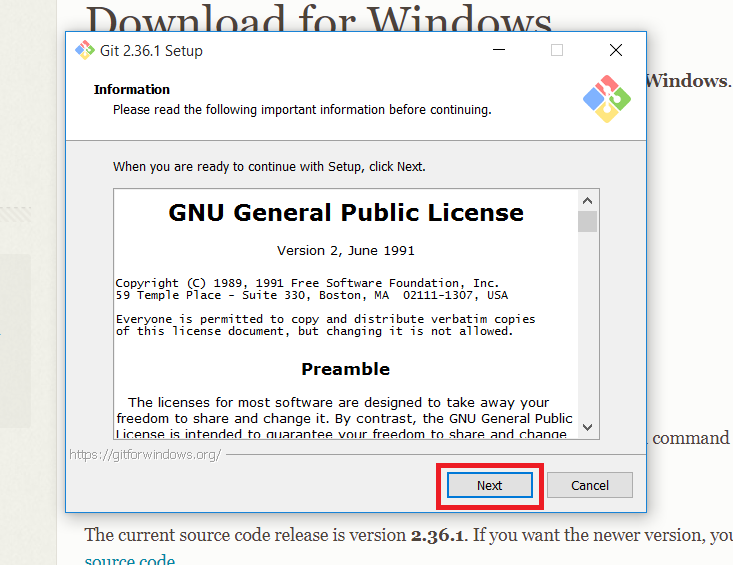 Download for Windows
Git 2.36.1 Setup
Information
Please read the following important information before continuing.
Windows.
When you are ready to continue with Setup, click Next.
GNU General Public License
Version 2, June 1991
Copyright (C) 1989, 1991 Free Software Foundation, Inc.
59 Temple Place - Suite 330, Boston, MA  02111-1307, USA
Everyone is permitted to copy and distribute verbatim copies
of this license document, but changing it is not allowed.
Preamble
The licenses for most software are designed to take away your
freedom to share and change it. By contrast, the GNU General Public
License is intended to guarantee your freedom to share and change
command
https://gitforwindows.org/
Next
Cancel
The current source code release is version 2.36.1. If you want the newer version, you
source code.